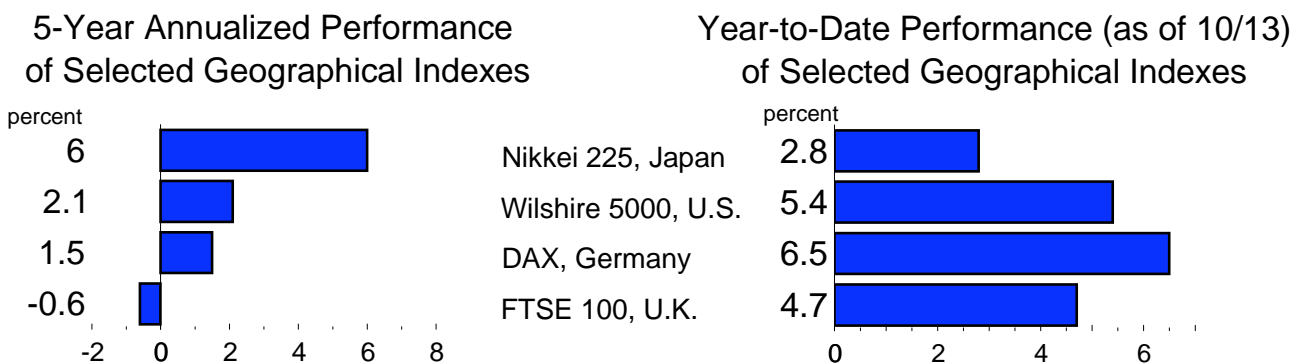 5-Year Annualized Performance
of Selected Geographical Indexes
percent
6
2.1
1.5
-0.6
-2 0 2 4 6 8
Nikkei 225, Japan
Wilshire 5000, U.S.
DAX, Germany
FTSE 100, U.K.
Year-to-Date Performance (as of 10/13)
of Selected Geographical Indexes
percent
2.8
5.4
6.5
4.7
0 2 4 6